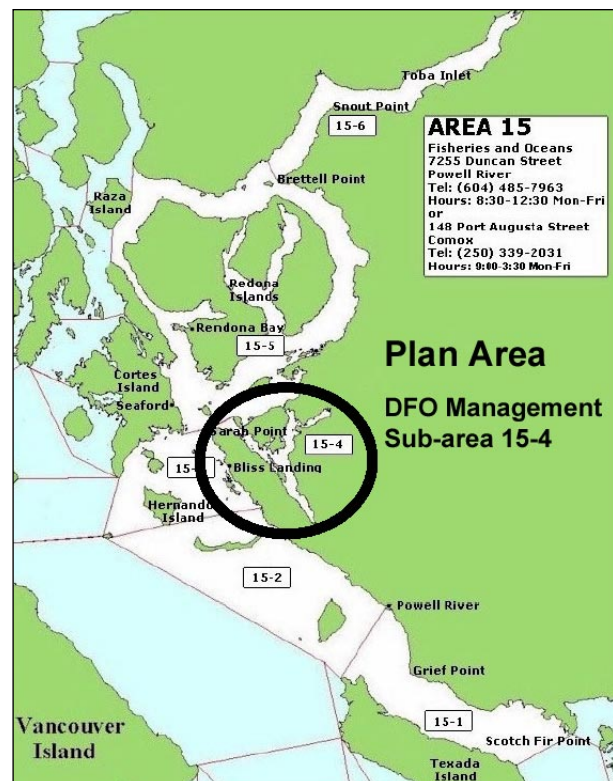 Toba Inlet
Snout Point
15-6
AREA 15
Fisheries and Oceans
7255 Duncan Street
Powell River
Tel: (604) 485-7963
Hours: 8:30-12:30 Mon-Fri
or
148 Port Augusta Street
Comox
Tel: (250) 339-2031
Hours: 9:00-3:30 Mon-Fri
Brettell Point
Raza
Island
Redona
Islands
Rendona Bay
15-5
Plan Area
DFO Management
Sub-area 15-4
Cortes
Island
Seaford
Sarah Point
15-4
15-
Bliss Landing
Hernando
Island
15-2
Powell River
Grief Point
15-1
Scotch Fir Point
Vancouver
Island
Texada
Island